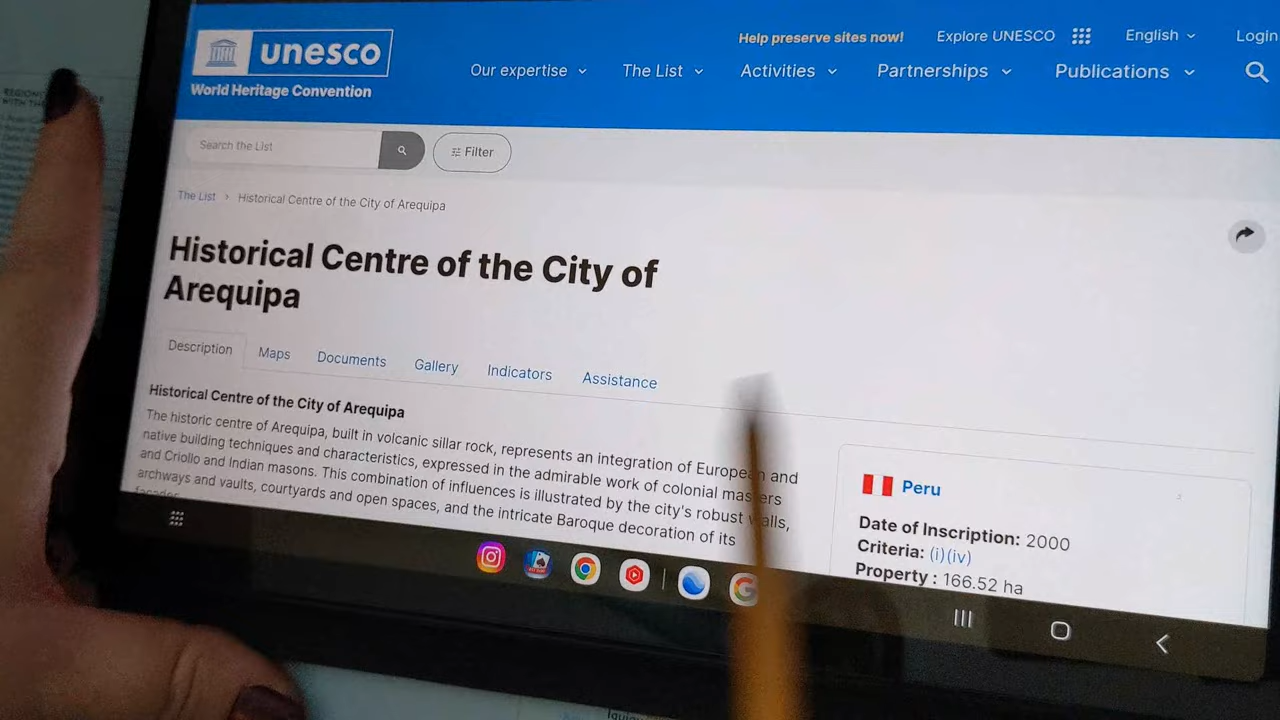 Help preserve sites now! Explore UNESCO English Login
unesco
World Heritage Convention
Our expertise The List Activities Partnerships Publications
Search the List Filter
The List > Historical Centre of the City of Arequipa
Historical Centre of the City of
Arequipa
Description Maps Documents Gallery Indicators Assistance
Historical Centre of the City of Arequipa
The historic centre of Arequipa, built in volcanic sillar rock, represents an integration of European and
native building techniques and characteristics, expressed in the admirable work of colonial masters
and Criollo and Indian masons. This combination of influences is illustrated by the city's robust walls,
archways and vaults, courtyards and open spaces, and the intricate Baroque decoration of its
facades.
Peru
Date of Inscription: 2000
Criteria: (i)(iv)
Property : 166.52 ha